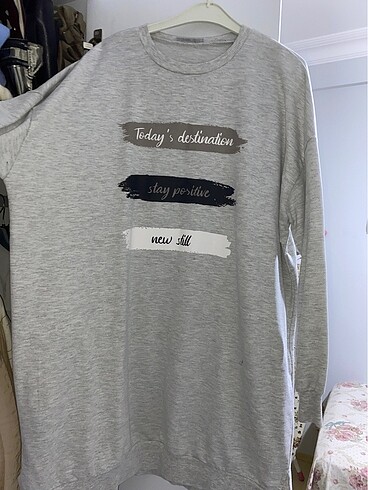 Today's destination
stay positive
new still